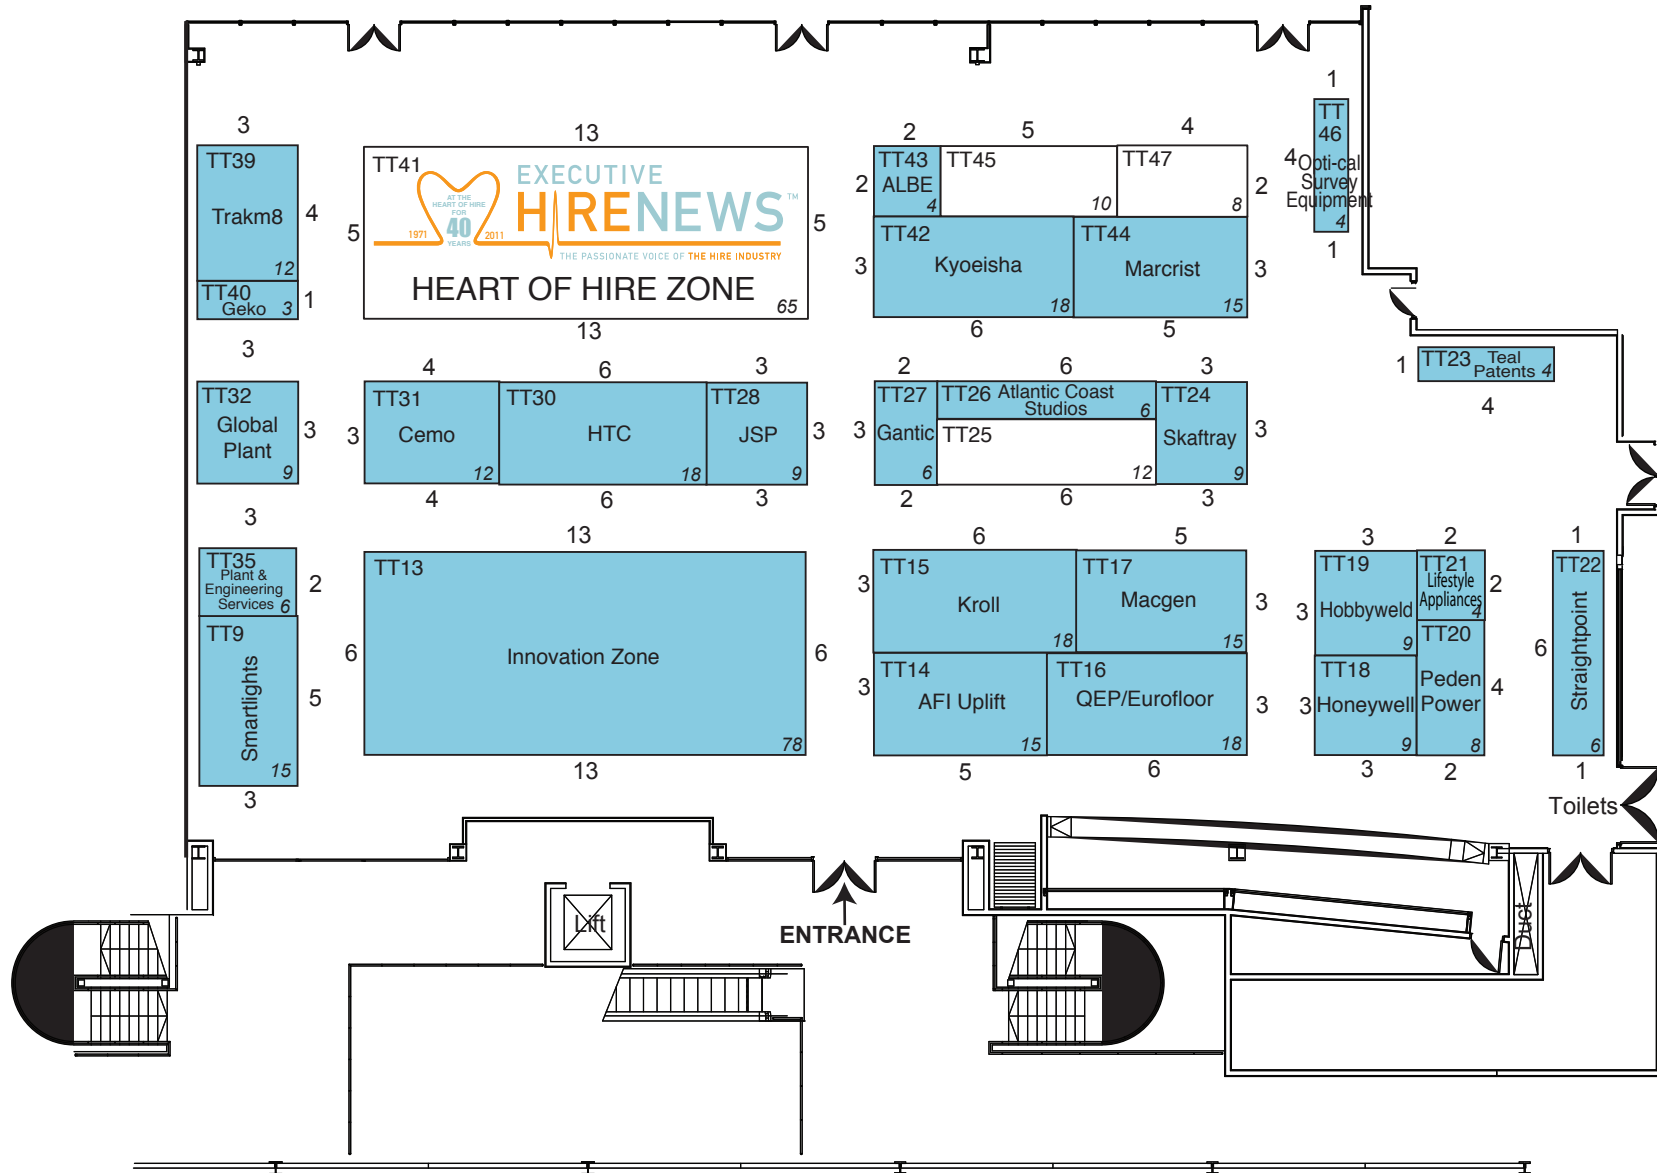 1
3
13
2
5
4
TT39
Trakm8
12
4
TT40
Geko 3
1
3
TT41
5
5
AT THE
HEART OF HIRE
FOR
40
YEARS
1971
2011
EXECUTIVE
HIRENEWS™
THE PASSIONATE VOICE OF THE HIRE INDUSTRY
HEART OF HIRE ZONE
65
13
TT43
ALBE
4
2
TT45
10
TT47
8
2
TT42
Kyoeisha
18
3
6
TT44
Marcrist
15
3
5
TT
46
Opti-cal
Survey
Equipment
4
4
1
TT32
Global
Plant
9
3
3
4
6
3
TT31
Cemo
12
3
4
TT30
HTC
18
6
TT28
JSP
9
3
3
2
6
3
TT27
Gantic
6
3
2
TT26 Atlantic Coast
Studios
6
TT25
12
6
TT24
Skaftray
9
3
3
1
TT23 Teal
Patents 4
4
TT35
Plant &
Engineering
Services 6
2
TT9
Smartlights
15
5
3
13
TT13
Innovation Zone
78
6
6
13
6
5
TT15
Kroll
18
3
TT17
Macgen
15
3
TT14
AFI Uplift
15
3
5
TT16
QEP/Eurofloor
18
3
6
3
2
1
TT19
Hobbyweld
9
3
TT21
Lifestyle
Appliances
4
2
TT18
Honeywell
9
3
3
TT20
Peden
Power
8
4
2
TT22
Straightpoint
6
6
1
Toilets
Lift
ENTRANCE
Duct